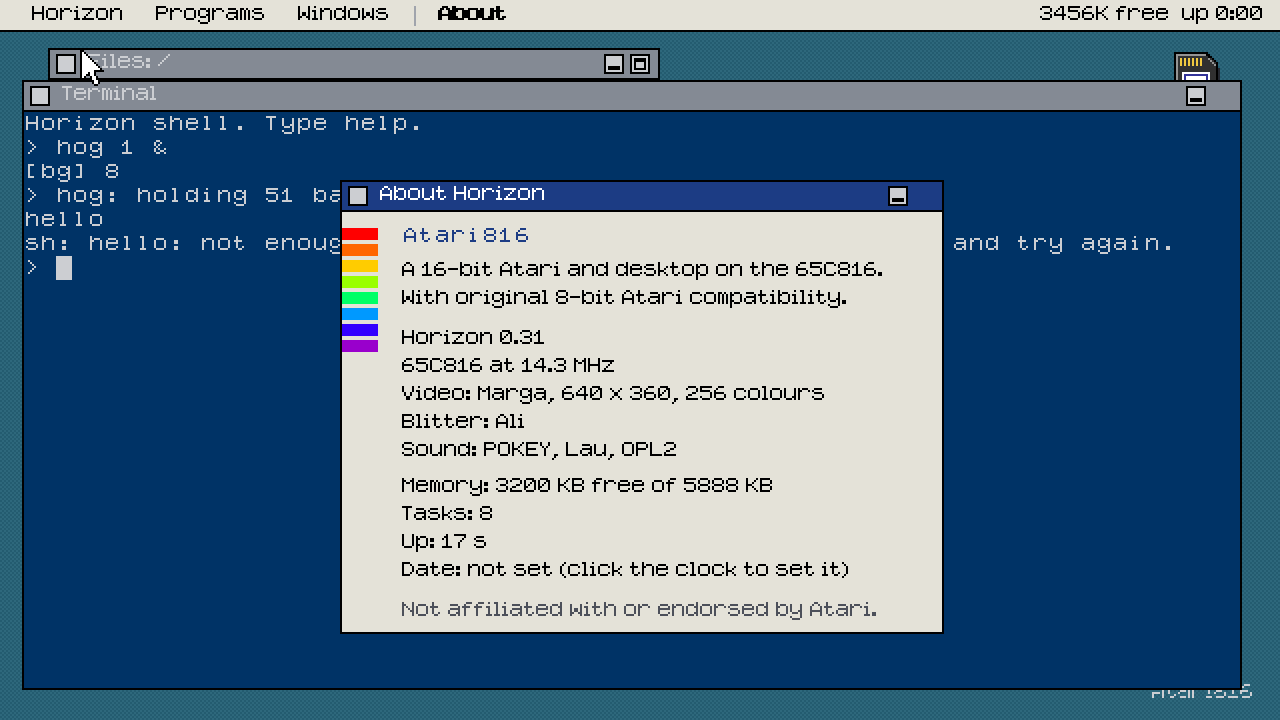 Horizon Programs Windows | About 3456K free up 0:00
Files: /
Terminal
Horizon shell. Type help.
> hog 1 &
[bg] 8
> hog: holding 51 ba
hello
sh: hello: not enoug and try again.
>
About Horizon
Atari816
A 16-bit Atari and desktop on the 65C816.
With original 8-bit Atari compatibility.
Horizon 0.31
65C816 at 14.3 MHz
Video: Marga, 640 x 360, 256 colours
Blitter: Ali
Sound: POKEY, Lau, OPL2
Memory: 3200 KB free of 5888 KB
Tasks: 8
Up: 17 s
Date: not set (click the clock to set it)
Not affiliated with or endorsed by Atari.